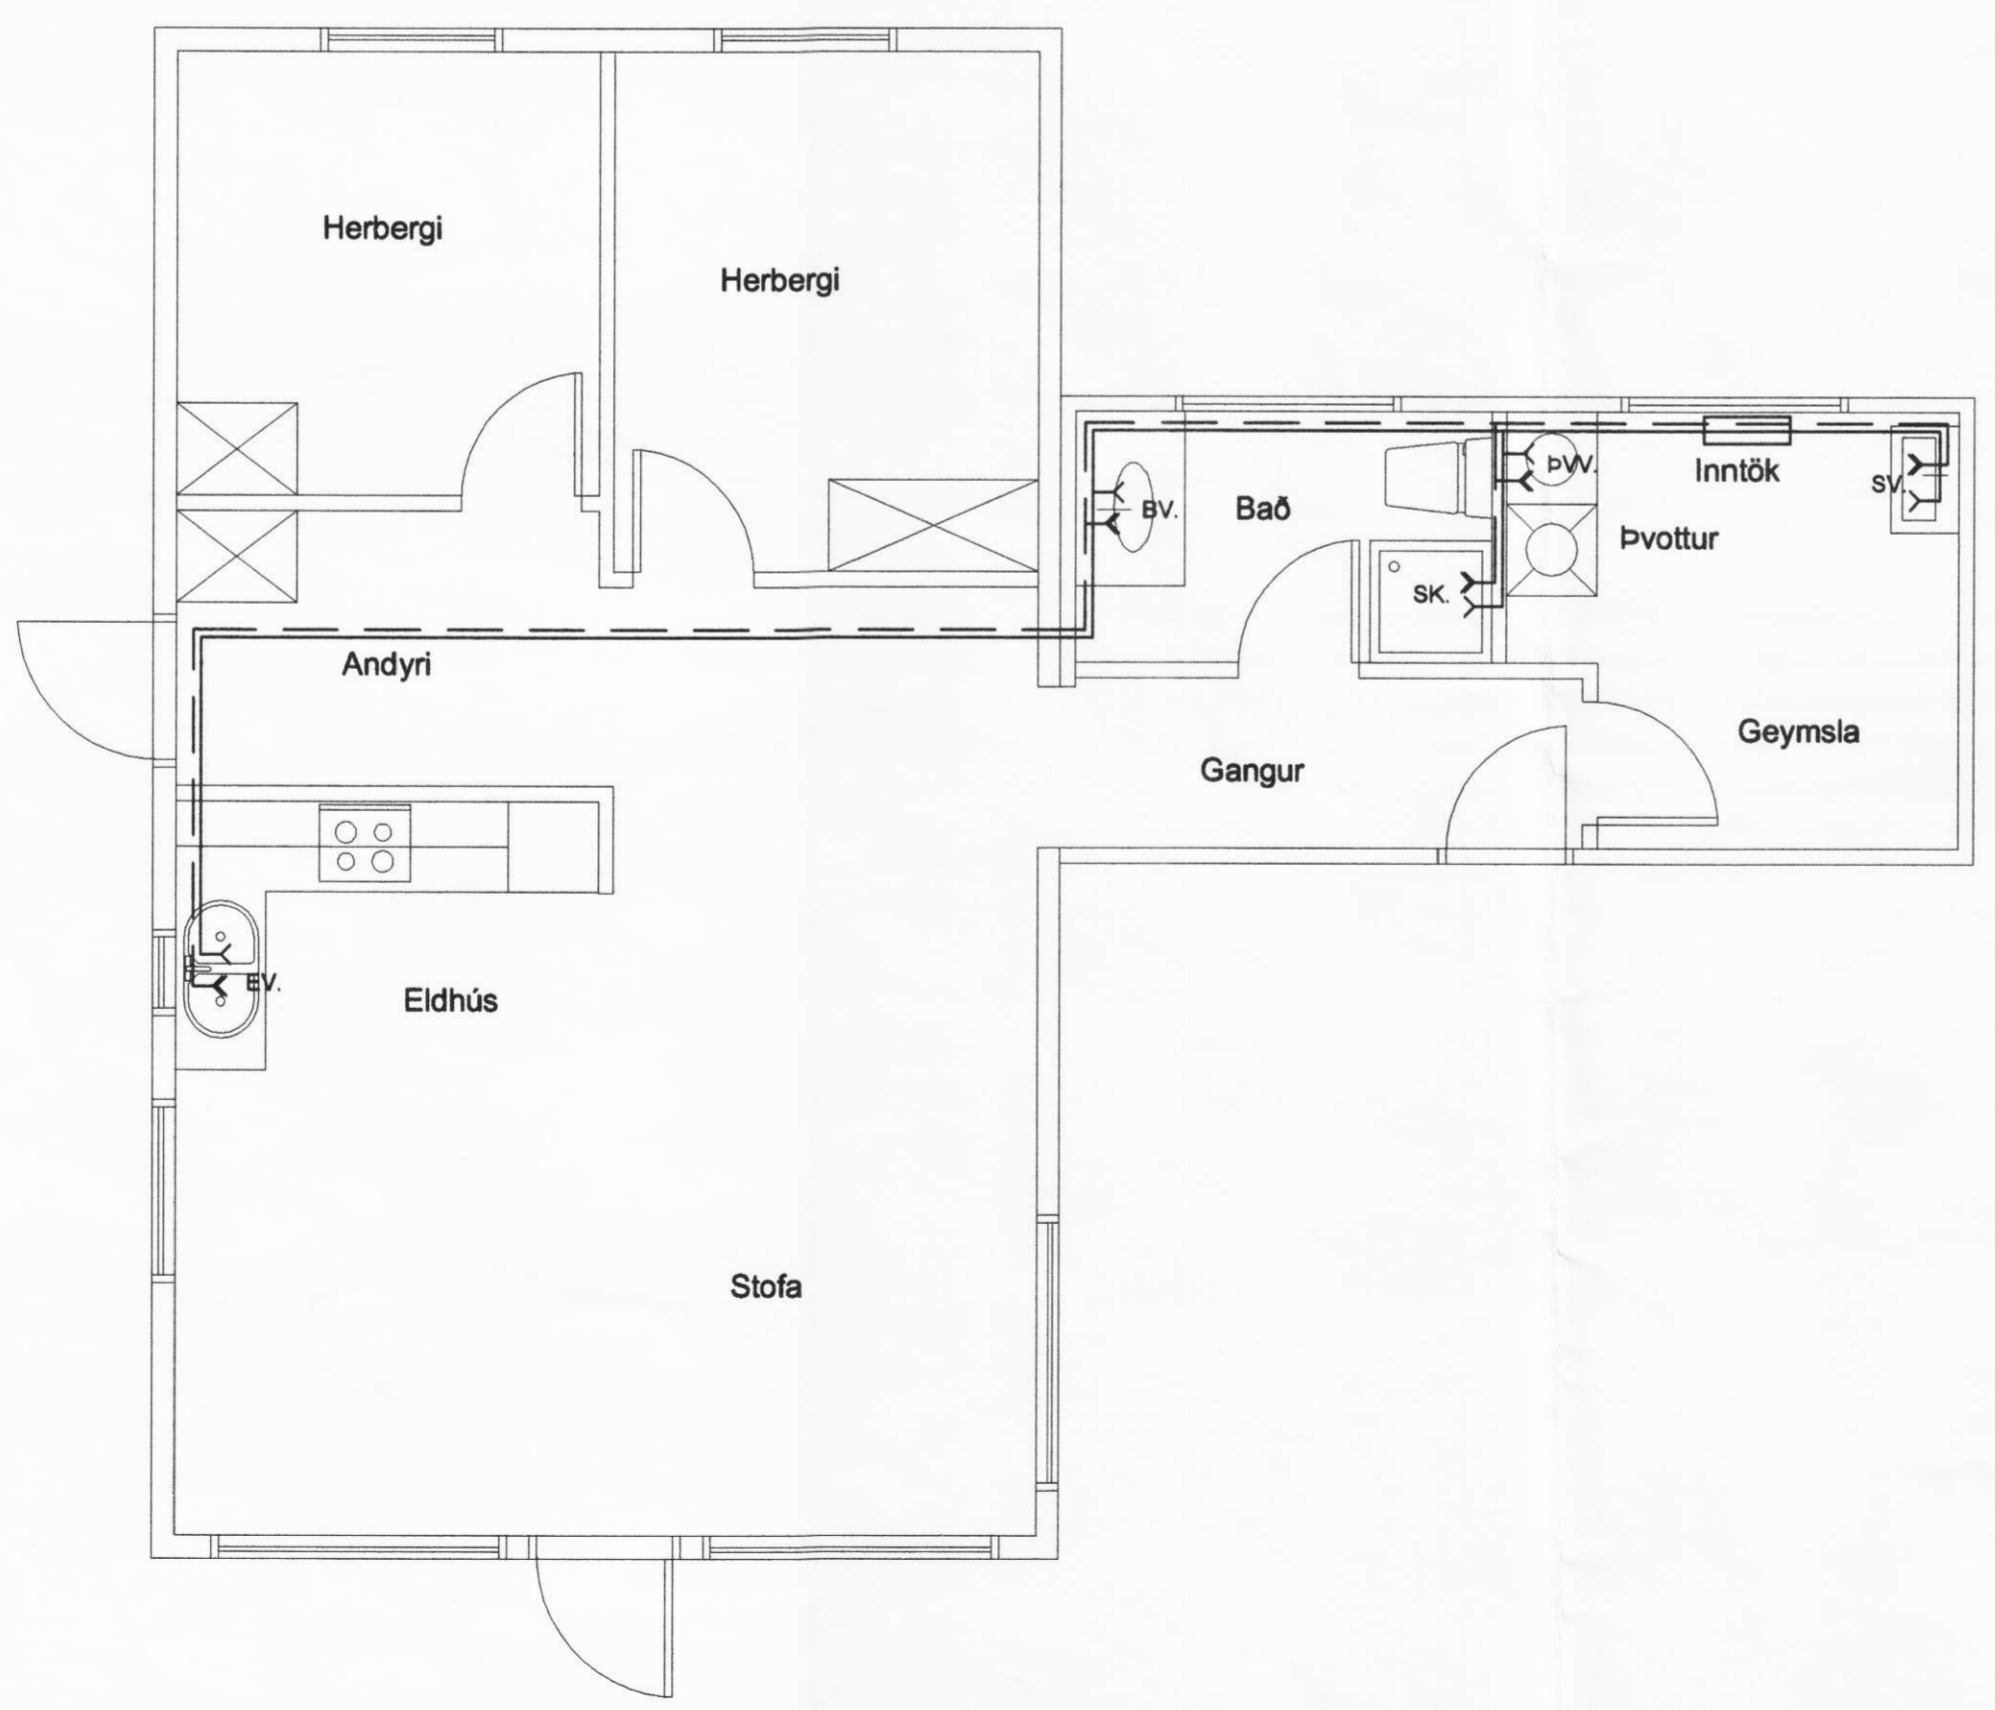 Herbergi
Herbergi
ÞVV.
Inntök
SV.
BV.
Bað
Þvottur
SK.
Andyri
Geymsla
Gangur
EV.
Eldhús
Stofa